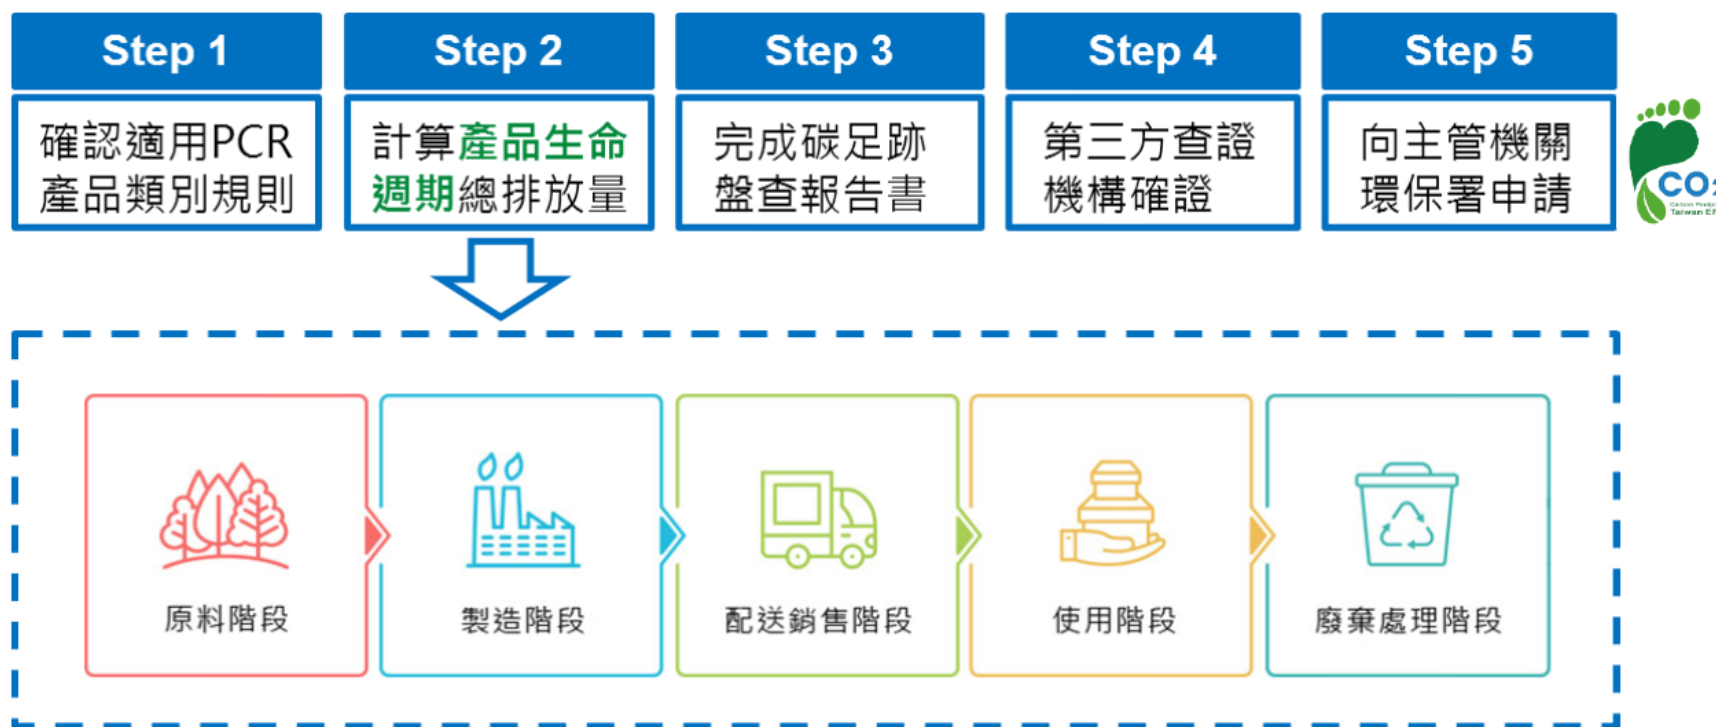 Step 1
確認適用PCR
產品類別規則
Step 2
計算產品生命
週期總排放量
Step 3
完成碳足跡
盤查報告書
Step 4
第三方查證
機構確證
Step 5
向主管機關
環保署申請
CO
原料階段
製造階段
配送銷售階段
使用階段
廢棄處理階段